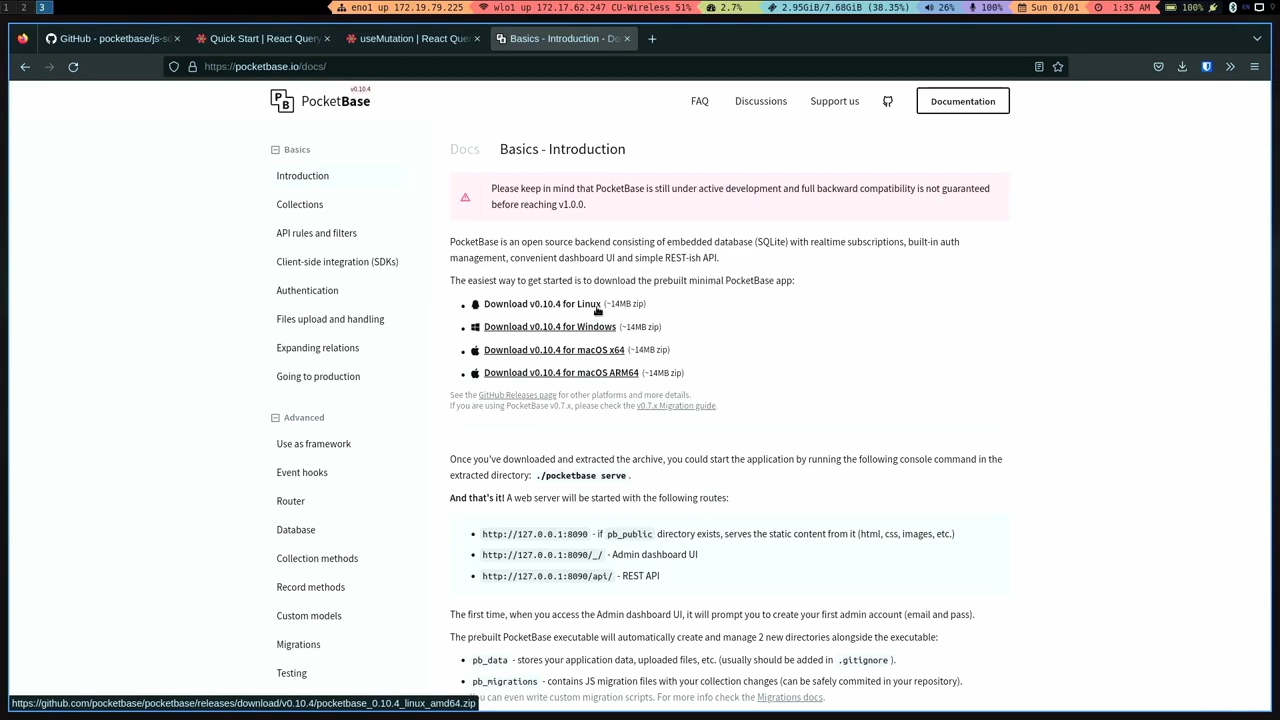 1 2 3
eno1 up 172.19.79.225 wlo1 up 172.17.62.247 CU-Wireless 51% 2.7% 2.95GiB/7.68GiB (38.35%) 26% 100% Sun 01/01 1:35 AM 100% EN
GitHub - pocketbase/js-sd Quick Start | React Query Use useMutation | React Que Basics - Introduction - Do
https://pocketbase.io/docs/
PocketBase v0.10.4
FAQ Discussions Support us Documentation
Basics
Introduction
Collections
API rules and filters
Client-side integration (SDKs)
Authentication
Files upload and handling
Expanding relations
Going to production
Advanced
Use as framework
Event hooks
Router
Database
Collection methods
Record methods
Custom models
Migrations
Testing
Docs Basics - Introduction
Please keep in mind that PocketBase is still under active development and full backward compatibility is not guaranteed
before reaching v1.0.0.
PocketBase is an open source backend consisting of embedded database (SQLite) with realtime subscriptions, built-in auth
management, convenient dashboard UI and simple REST-ish API.
The easiest way to get started is to download the prebuilt minimal PocketBase app:
Download v0.10.4 for Linux (~14MB zip)
Download v0.10.4 for Windows (~14MB zip)
Download v0.10.4 for macOS x64 (~14MB zip)
Download v0.10.4 for macOS ARM64 (~14MB zip)
See the GitHub Releases page for other platforms and more details.
If you are using PocketBase v0.7.x, please check the v0.7.x Migration guide.
Once you've downloaded and extracted the archive, you could start the application by running the following console command in the
extracted directory: ./pocketbase serve.
And that's it! A web server will be started with the following routes:
http://127.0.0.1:8090 - if pb_public directory exists, serves the static content from it (html, css, images, etc.)
http://127.0.0.1:8090/_/ - Admin dashboard UI
http://127.0.0.1:8090/api/ - REST API
The first time, when you access the Admin dashboard UI, it will prompt you to create your first admin account (email and pass).
The prebuilt PocketBase executable will automatically create and manage 2 new directories alongside the executable:
pb_data - stores your application data, uploaded files, etc. (usually should be added in .gitignore).
pb_migrations - contains JS migration files with your collection changes (can be safely commited in your repository).
You can even write custom migration scripts. For more info check the Migrations docs.
https://github.com/pocketbase/pocketbase/releases/download/v0.10.4/pocketbase_0.10.4_linux_amd64.zip